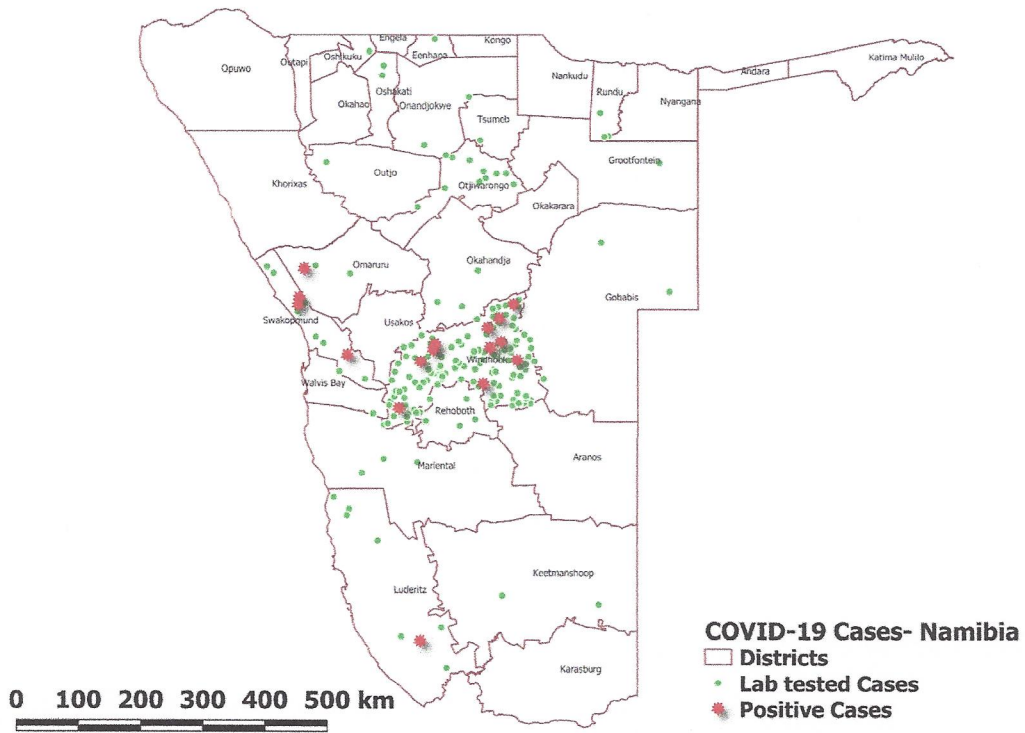 Engela
Kongo
Eenhana
Oshikuku
Outapi
Opuwo
Katima Mulilo
Andara
Nankudu
Rundu
Nyangana
Oshakati
Okahao
Onandjokwe
Tsumeb
Grootfontein
Outjo
Khorixas
Otjiwarongo
Okakarara
Omaruru
Okahandja
Gobabis
Swakopmund
Usakos
Windhoek
Walvis Bay
Rehoboth
Aranos
Mariental
Keetmanshoop
Luderitz
Karasburg
COVID-19 Cases- Namibia
Districts
Lab tested Cases
Positive Cases
0 100 200 300 400 500 km